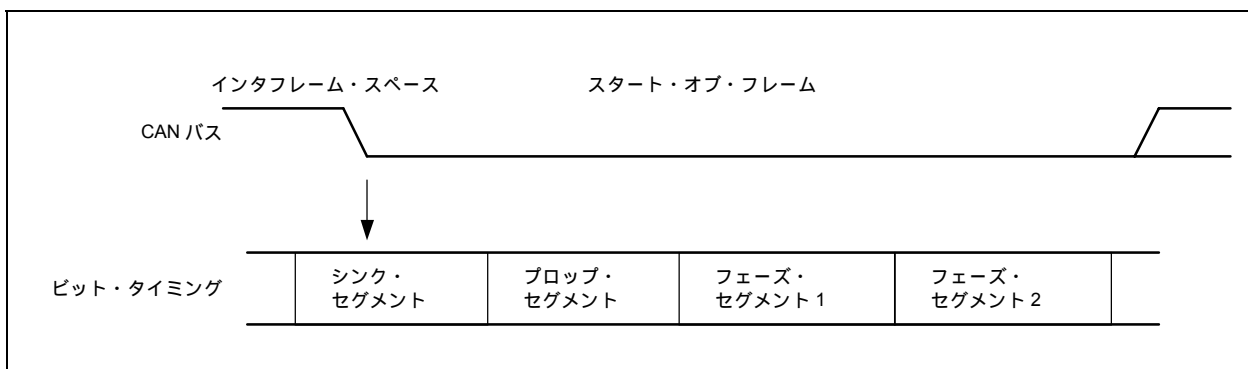 インタフレーム・スペース
スタート・オブ・フレーム
CAN バス
ビット・タイミング
シンク・
セグメント
プロップ・
セグメント
フェーズ・
セグメント 1
フェーズ・
セグメント 2